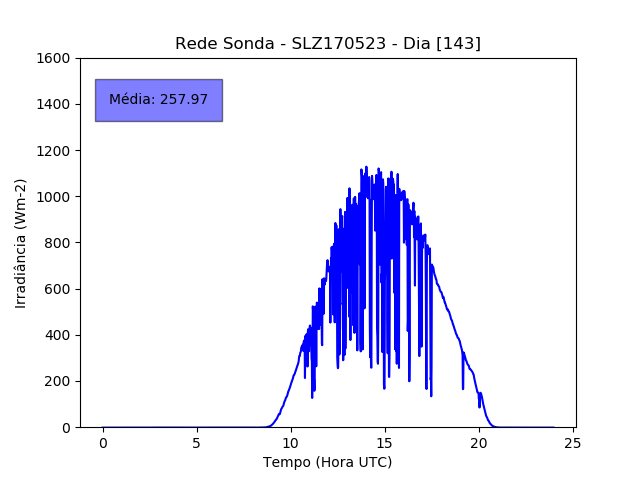 Rede Sonda - SLZ170523 - Dia [143]
1600
1400
1200
1000
800
600
400
200
0
Irradiância (Wm-2)
Média: 257.97
0 5 10 15 20 25
Tempo (Hora UTC)